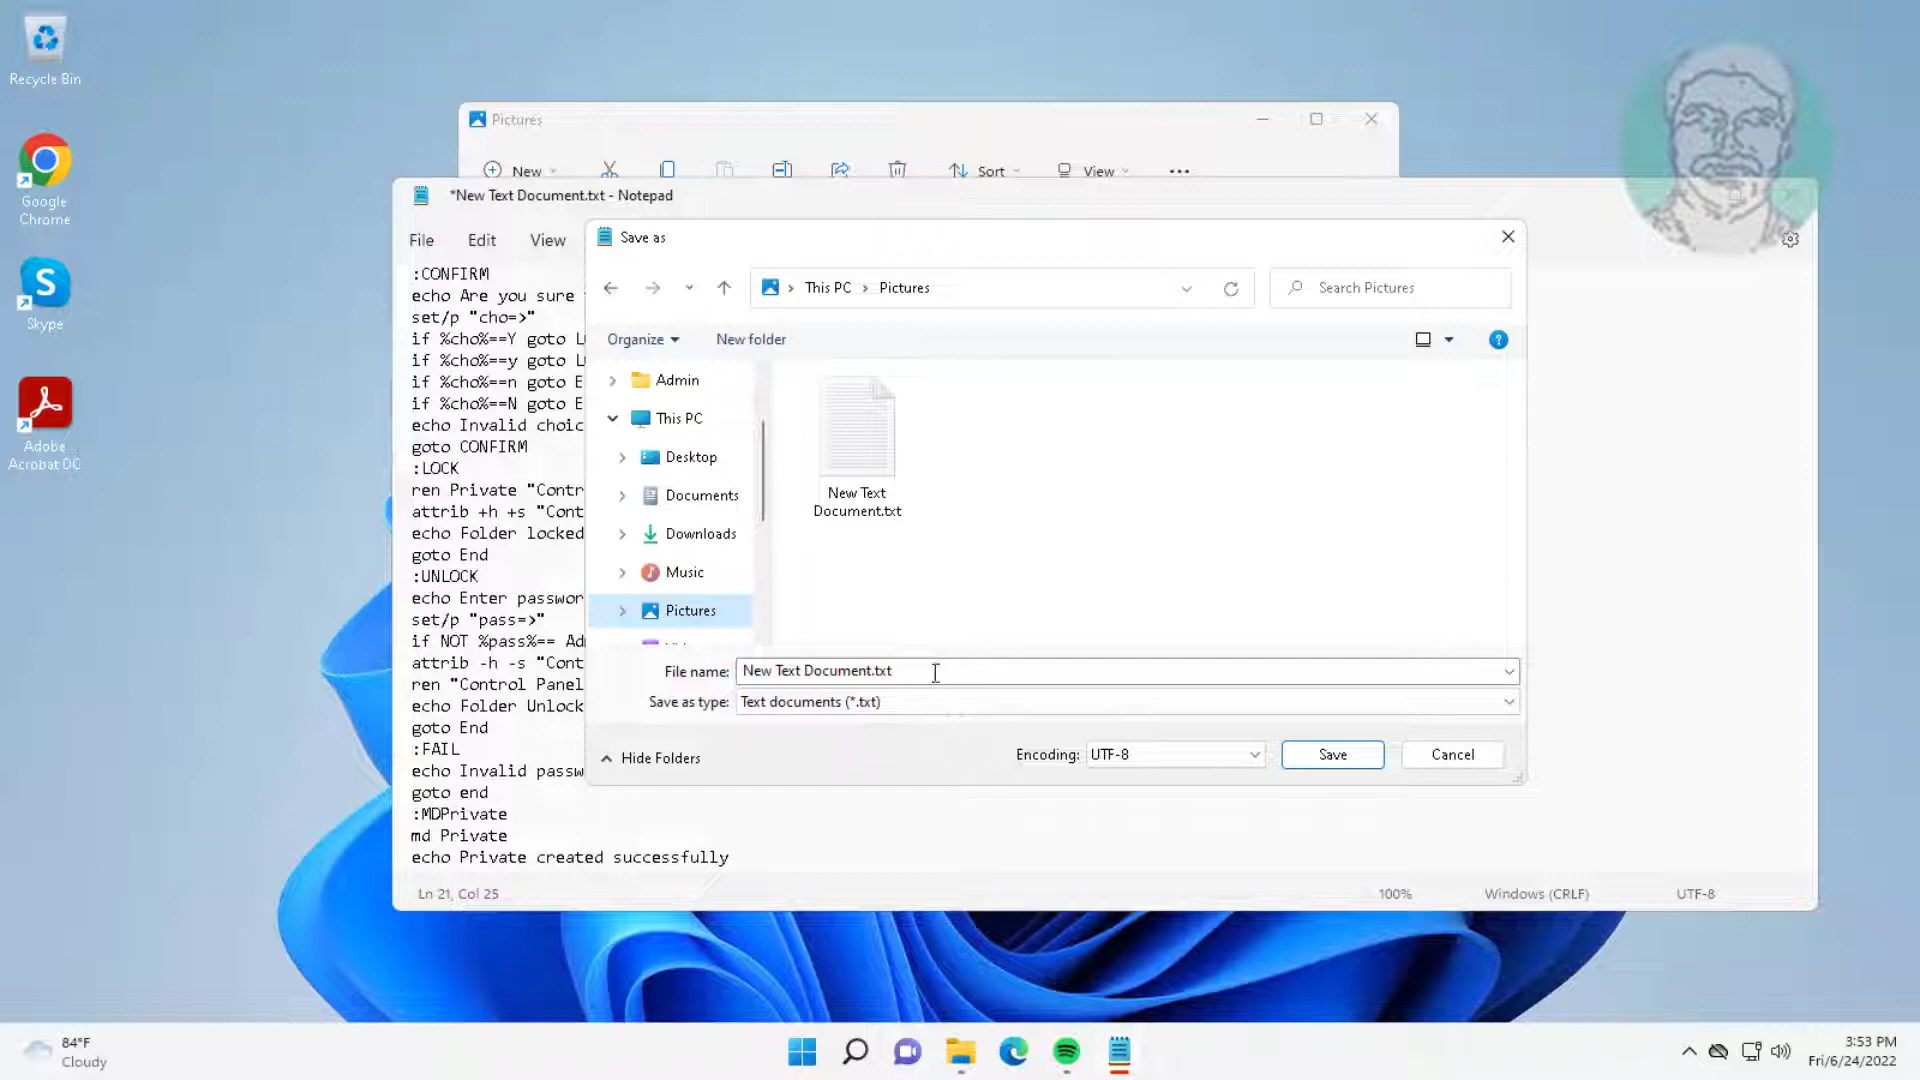 Recycle Bin
Google
Chrome
Skype
Adobe
Acrobat DC
Pictures
New
Sort
View
*New Text Document.txt - Notepad
File
Edit
View
:CONFIRM
echo Are you sure
set/p "cho=>"
if %cho%==Y goto L
if %cho%==y goto L
if %cho%==n goto E
if %cho%==N goto E
echo Invalid choic
goto CONFIRM
:LOCK
ren Private "Contr
attrib +h +s "Cont
echo Folder locked
goto End
:UNLOCK
echo Enter passwor
set/p "pass=>"
if NOT %pass%== Ad
attrib -h -s "Cont
ren "Control Panel
echo Folder Unlock
goto End
:FAIL
echo Invalid passw
goto end
:MDPrivate
md Private
echo Private created successfully
Ln 21, Col 25
100%
Windows (CRLF)
UTF-8
Save as
This PC
Pictures
Search Pictures
Organize
New folder
Admin
This PC
Desktop
Documents
Downloads
Music
Pictures
New Text
Document.txt
File name: New Text Document.txt
Save as type: Text documents (*.txt)
Hide Folders
Encoding: UTF-8
Save
Cancel
84°F
Cloudy
3:53 PM
Fri/6/24/2022